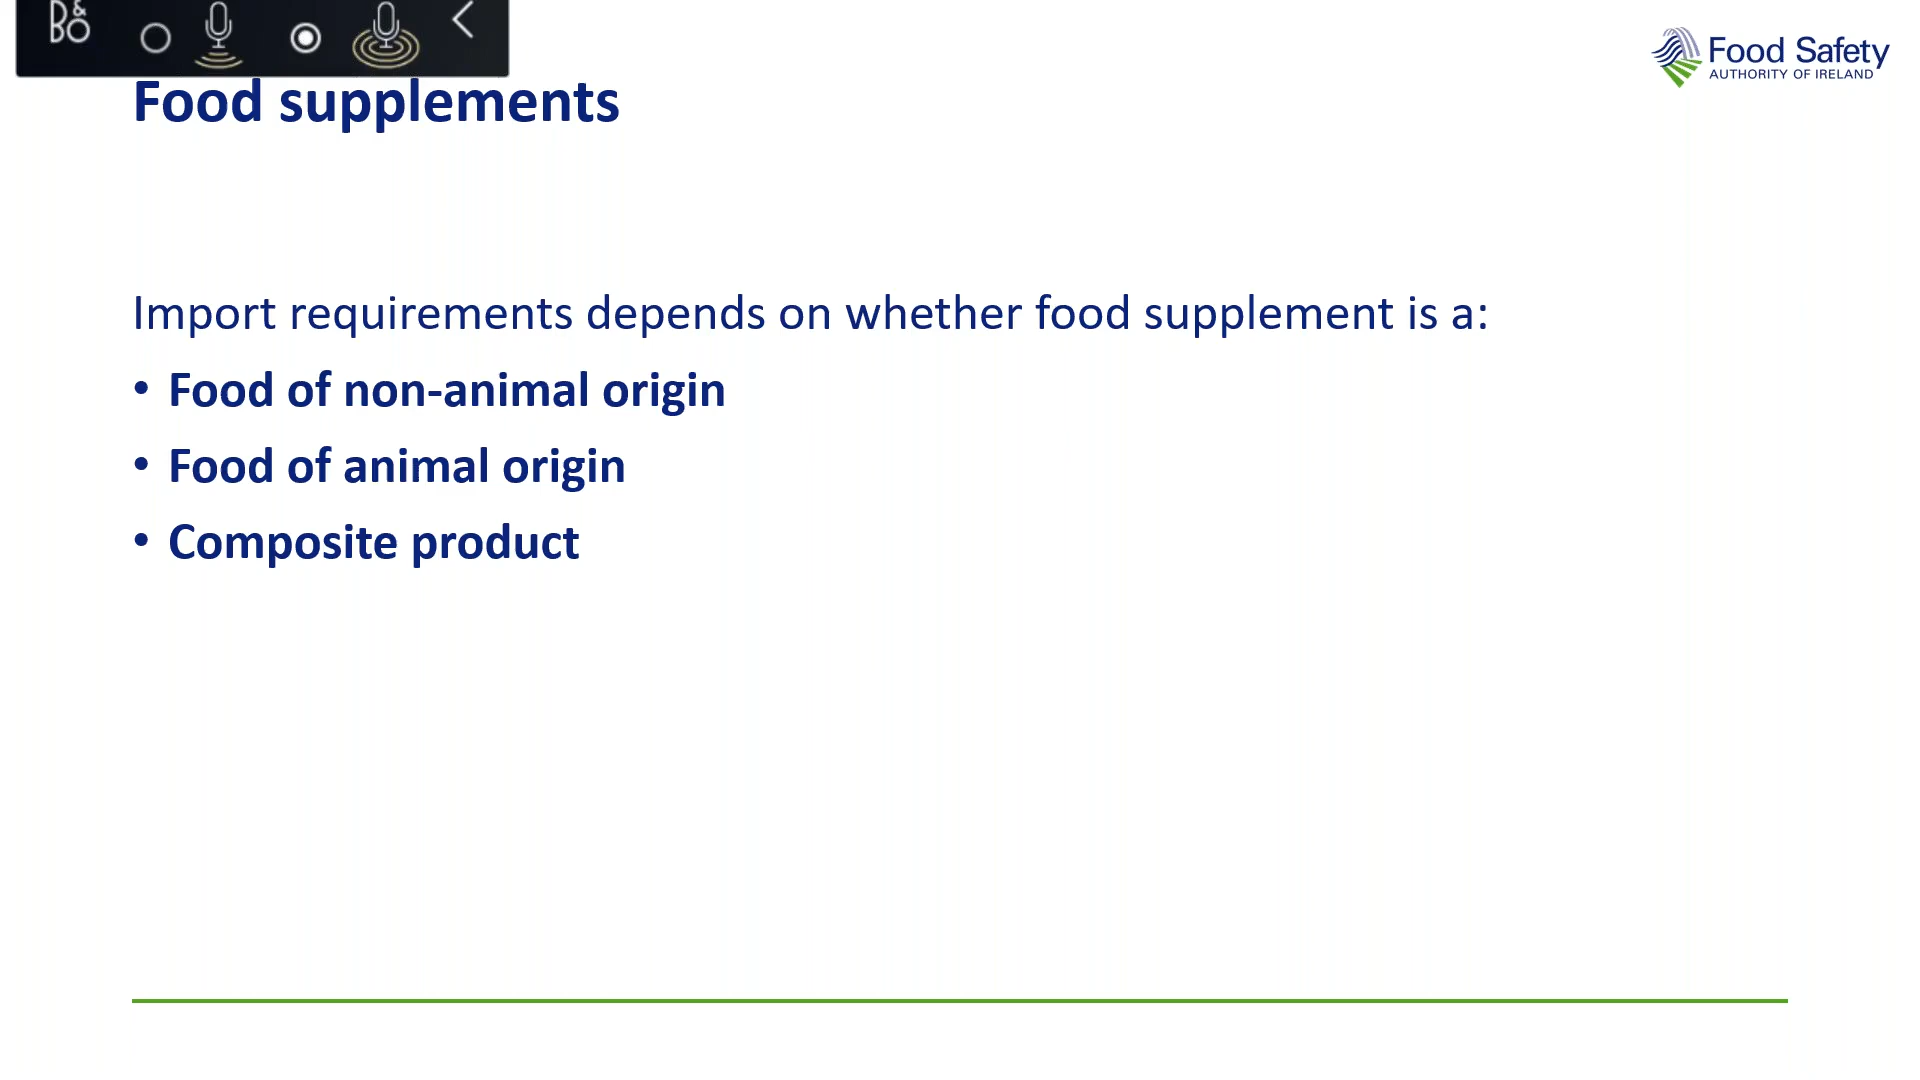 B&O
Food Safety
AUTHORITY OF IRELAND
Food supplements
Import requirements depends on whether food supplement is a:
• Food of non-animal origin
• Food of animal origin
• Composite product